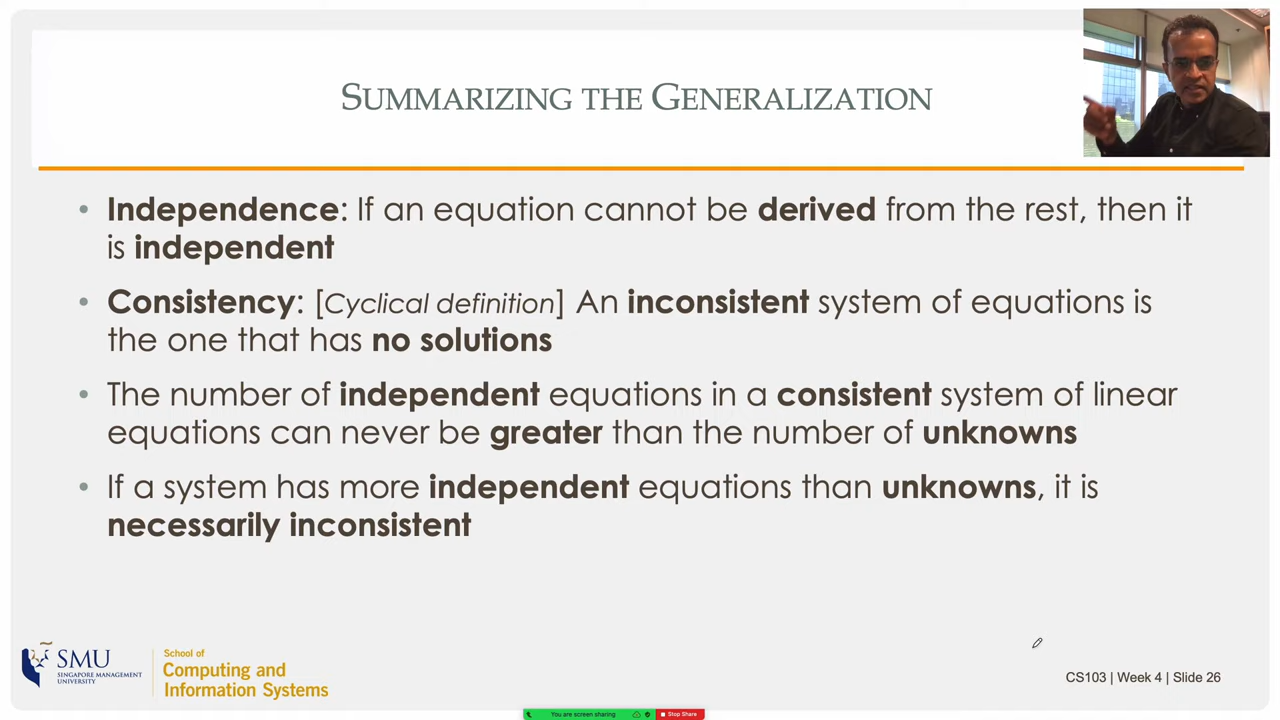 SUMMARIZING THE GENERALIZATION
• Independence: If an equation cannot be derived from the rest, then it
is independent
• Consistency: [Cyclical definition] An inconsistent system of equations is
the one that has no solutions
• The number of independent equations in a consistent system of linear
equations can never be greater than the number of unknowns
• If a system has more independent equations than unknowns, it is
necessarily inconsistent
SMU
SINGAPORE MANAGEMENT
UNIVERSITY
School of
Computing and
Information Systems
CS103 | Week 4 | Slide 26
You are screen sharing
Stop Share